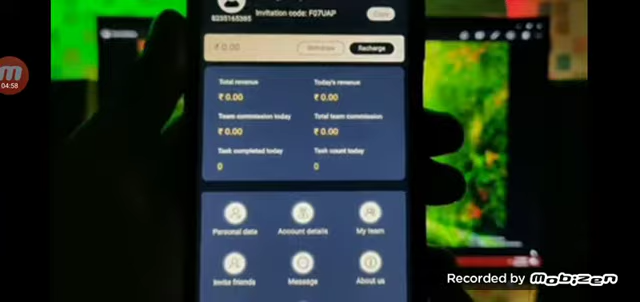 Invitation code: F07UAP
8235165365
Copy
₹ 0.00
Withdraw
Recharge
Total revenue
Today's revenue
₹ 0.00
₹ 0.00
Team commission today
Total team commission
₹ 0.00
₹ 0.00
Task completed today
Task count today
0
0
Personal data
Account details
My team
Invite friends
Message
About us
04:58
Recorded by mobizen